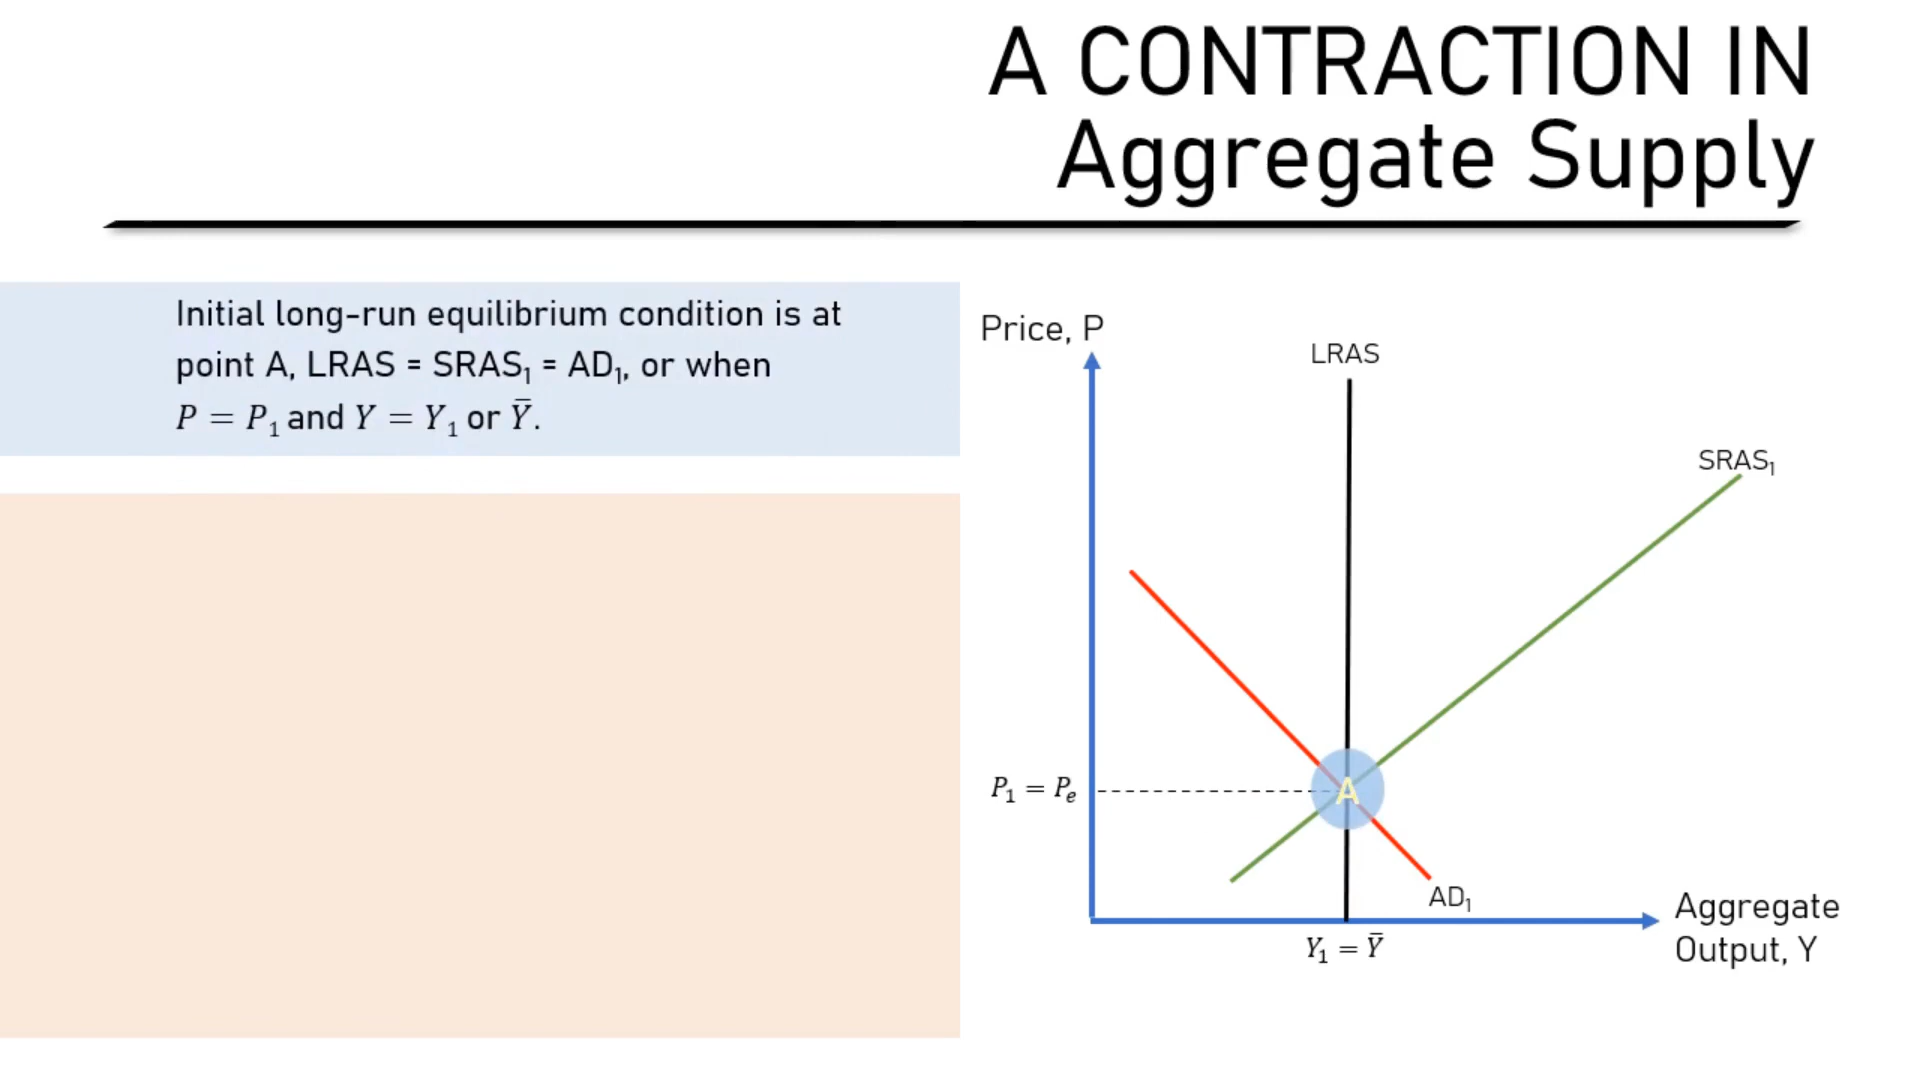 A CONTRACTION IN
Aggregate Supply
Initial long-run equilibrium condition is at
point A, LRAS = SRAS₁ = AD₁, or when
P = P₁ and Y = Y₁ or Ȳ.
Price, P
LRAS
SRAS₁
P₁ = Pₑ
A
AD₁
Aggregate
Output, Y
Y₁ = Ȳ